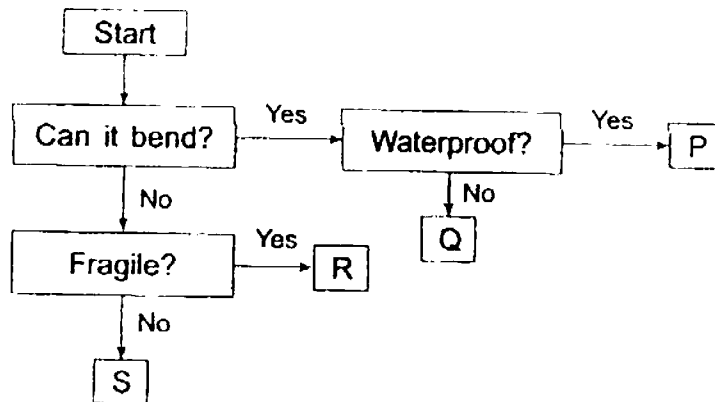 Start
Can it bend?
Yes
Waterproof?
Yes
P
No
No
Q
Fragile?
Yes
R
No
S